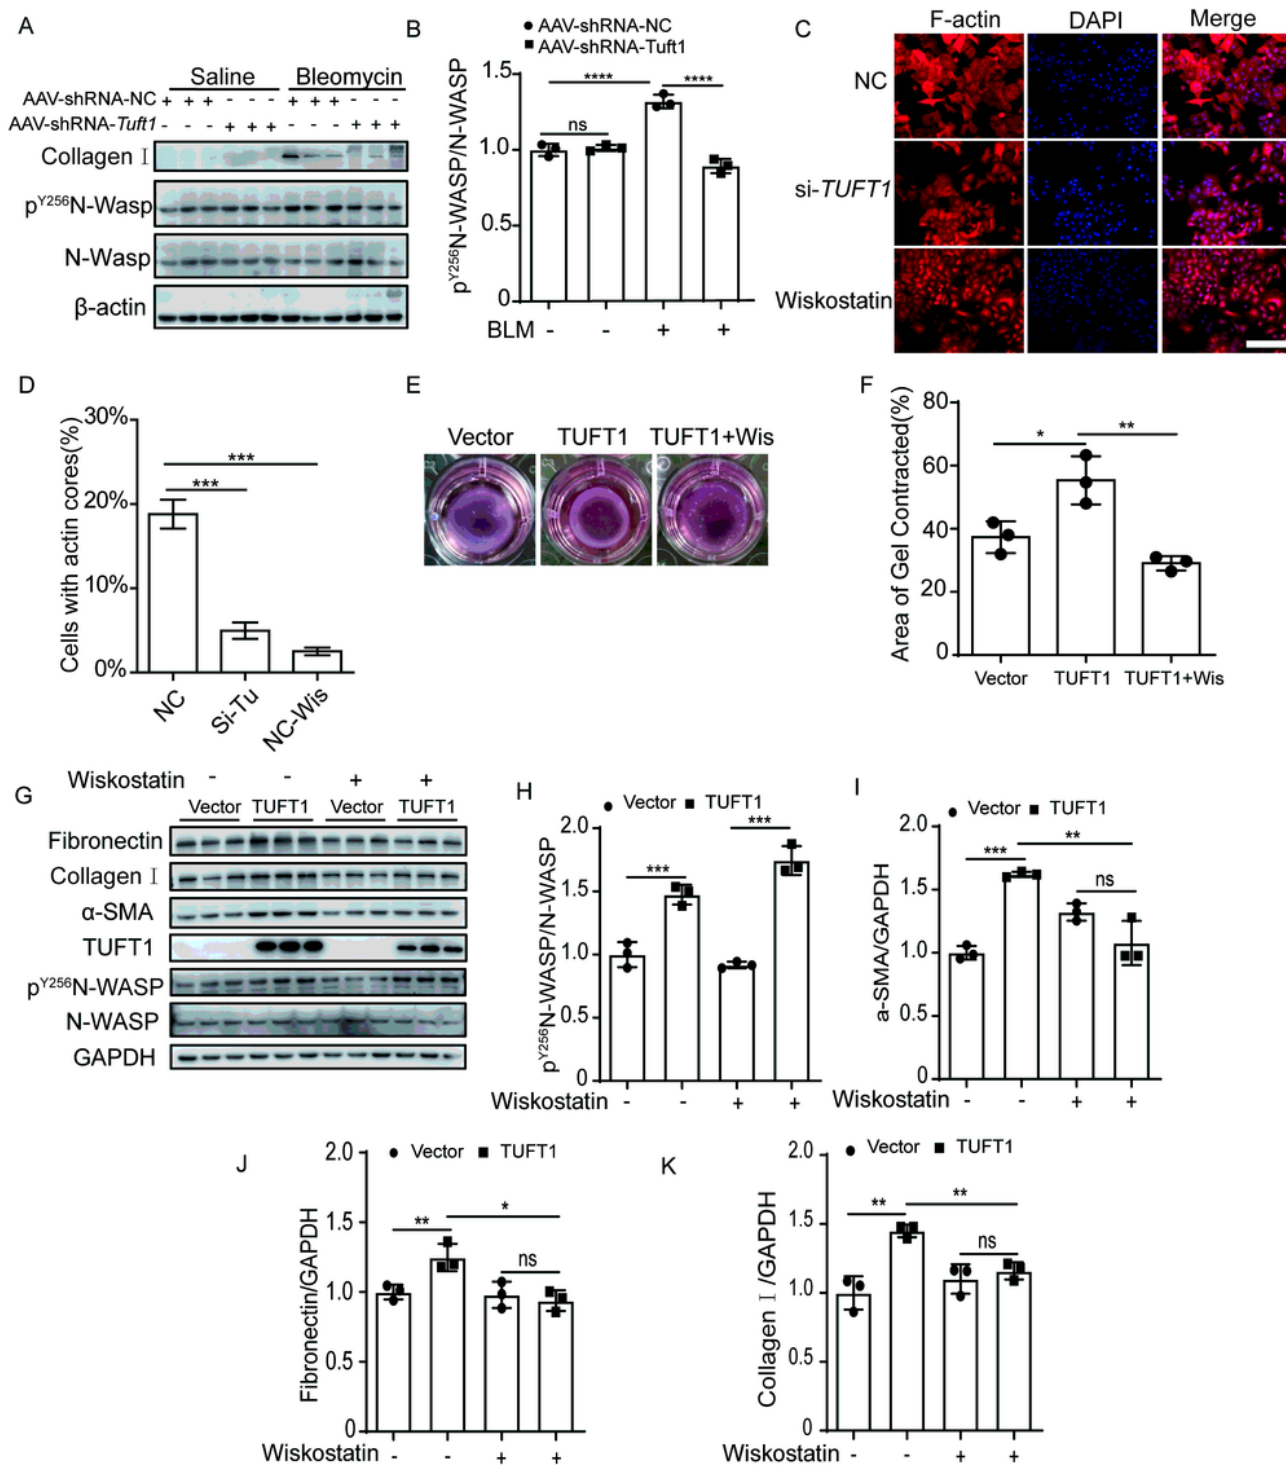 A
Saline Bleomycin
AAV-shRNA-NC + + + - - - + + + - - -
AAV-shRNA-Tuft1 - - - + + + - - - + + +
Collagen Ⅰ
pY256N-Wasp
N-Wasp
β-actin
B
AAV-shRNA-NC
AAV-shRNA-Tuft1
pY256N-WASP/N-WASP
1.5
1.0
0.5
0
ns
****
****
BLM - - + +
C
F-actin DAPI Merge
NC
si-TUFT1
Wiskostatin
D
Cells with actin cores(%)
30%
20%
10%
0%
***
***
NC Si-Tu NC-Wis
E
Vector TUFT1 TUFT1+Wis
F
Area of Gel Contracted(%)
80
60
40
20
0
* **
Vector TUFT1 TUFT1+Wis
G
Wiskostatin - - + +
Vector TUFT1 Vector TUFT1
Fibronectin
Collagen Ⅰ
α-SMA
TUFT1
pY256N-WASP
N-WASP
GAPDH
H
Vector TUFT1
pY256N-WASP/N-WASP
2.0
1.5
1.0
0.5
0
*** ***
Wiskostatin - - + +
I
Vector TUFT1
a-SMA/GAPDH
2.0
1.5
1.0
0.5
0
*** **
ns
Wiskostatin - - + +
J
Vector TUFT1
Fibronectin/GAPDH
2.0
1.5
1.0
0.5
0
** *
ns
Wiskostatin - - + +
K
Vector TUFT1
Collagen Ⅰ/GAPDH
2.0
1.5
1.0
0.5
0
** **
ns
Wiskostatin - - + +